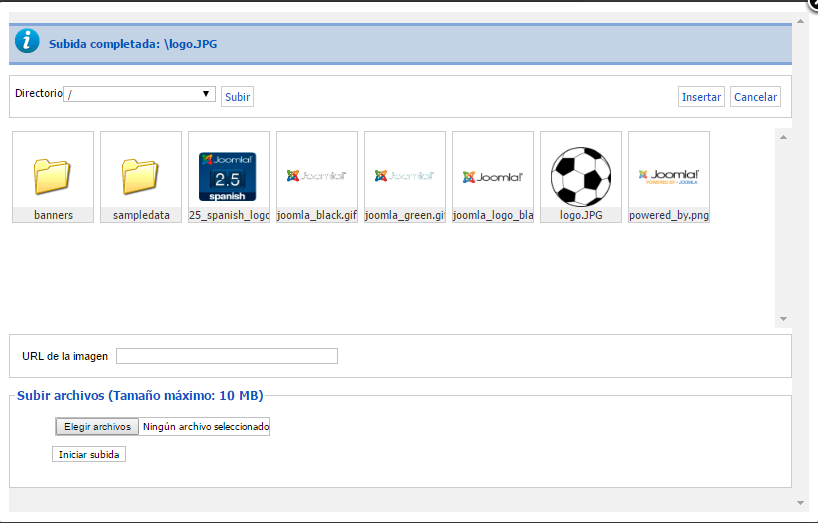 Subida completada: \logo.JPG
Directorio / Subir Insertar Cancelar
Joomla! 2.5 spanish
Joomla! Joomla! Joomla! Joomla!
POWERED BY JOOMLA
banners sampledata 25_spanish_logo joomla_black.gif joomla_green.gif joomla_logo_bla logo.JPG powered_by.png
URL de la imagen
Subir archivos (Tamaño máximo: 10 MB)
Elegir archivos Ningún archivo seleccionado
Iniciar subida